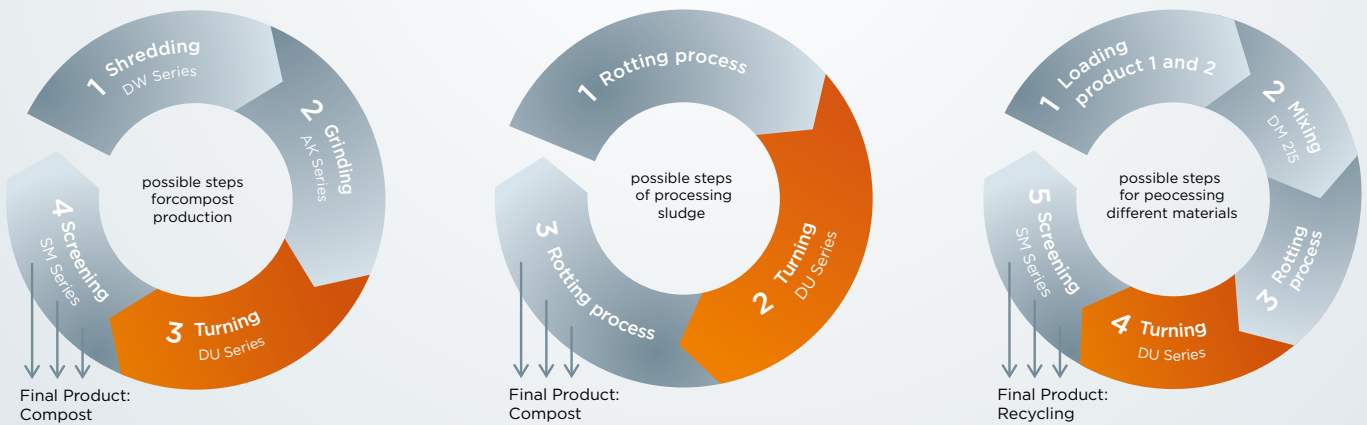 1 Shredding
DW Series
2 Grinding
AK Series
3 Turning
DU Series
4 Screening
SM Series
possible steps
forcompost
production
Final Product:
Compost
1 Rotting process
2 Turning
DU Series
3 Rotting process
possible steps
of processing
sludge
Final Product:
Compost
1 Loading
product 1 and 2
2 Mixing
DM 215
3 Rotting
process
4 Turning
DU Series
5 Screening
SM Series
possible steps
for peocessing
different materials
Final Product:
Recycling